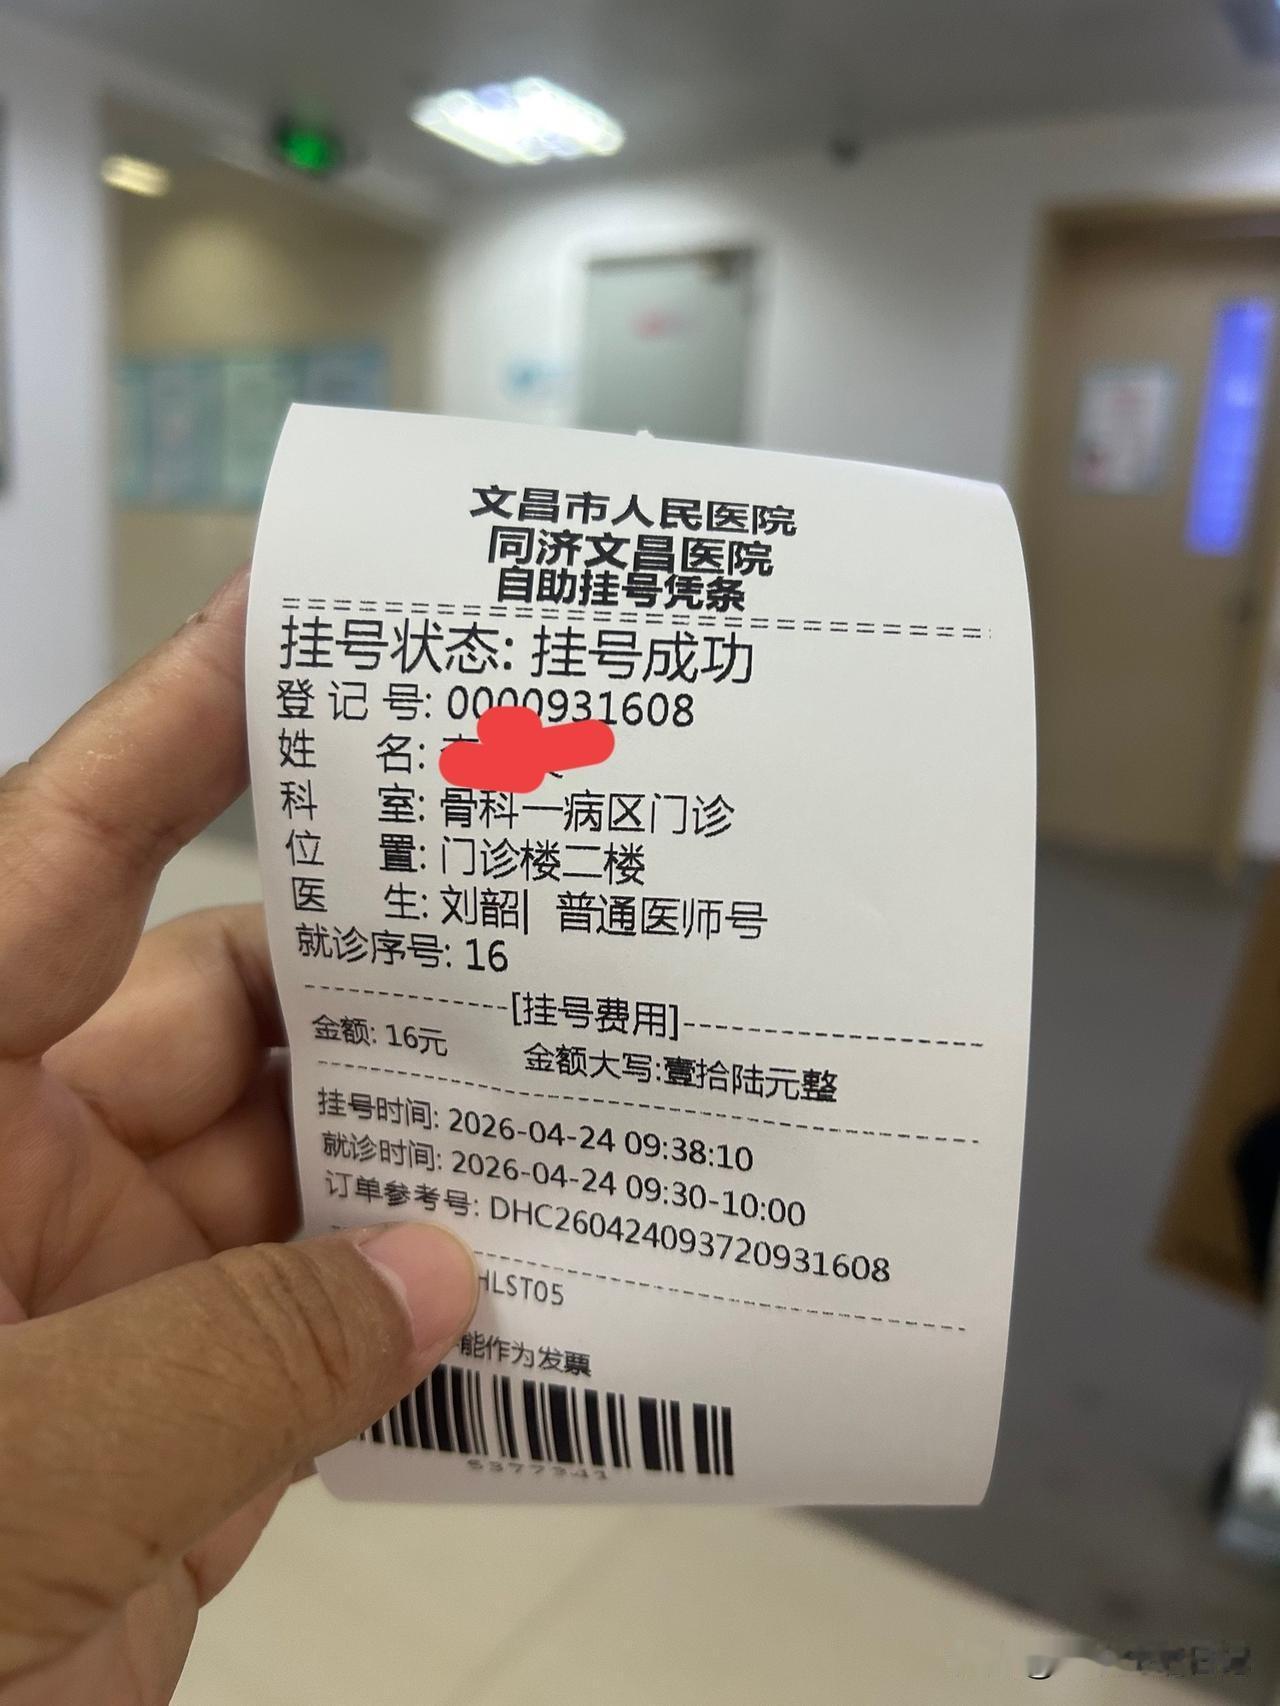 文昌市人民医院
同济文昌医院
自助挂号凭条
挂号状态: 挂号成功
登记号: 0000931608
姓名:
科室: 骨科一病区门诊
位置: 门诊楼二楼
医生: 刘韶| 普通医师号
就诊序号: 16
[挂号费用]
金额: 16元 金额大写:壹拾陆元整
挂号时间: 2026-04-24 09:38:10
就诊时间: 2026-04-24 09:30-10:00
订单参考号: DHC260424093720931608
HLST05
能作为发票
5377341